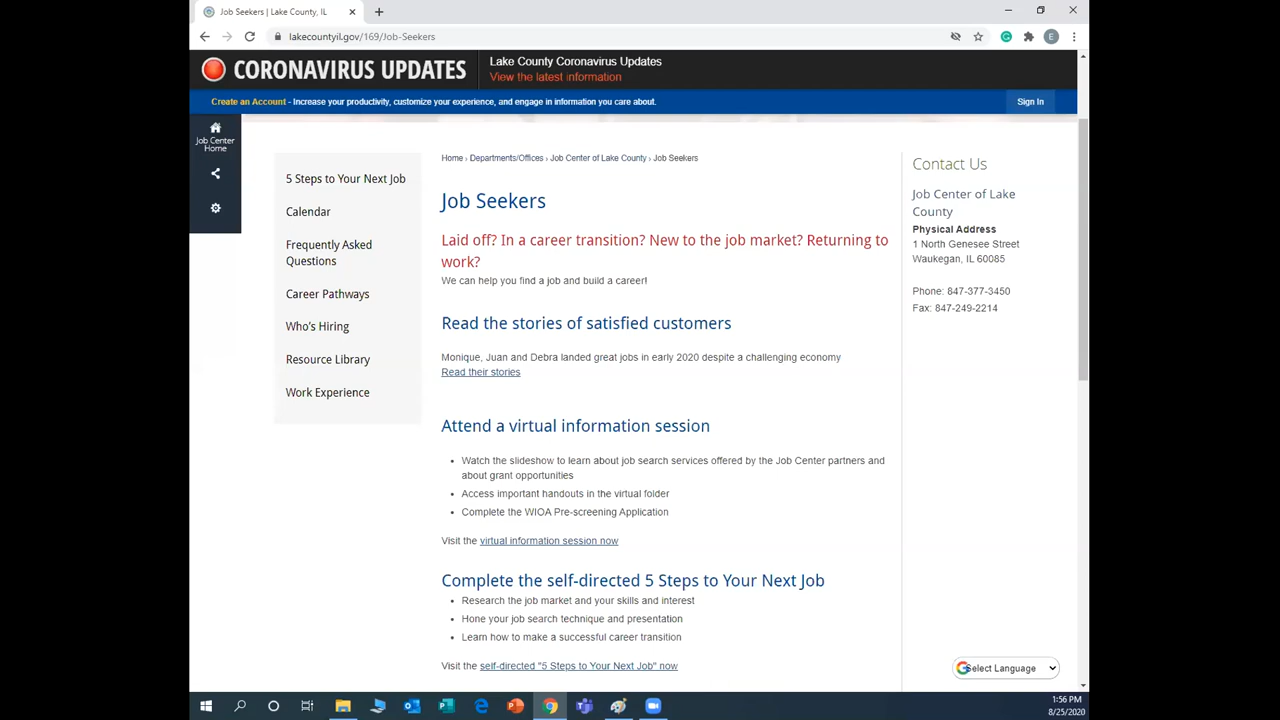 Job Seekers | Lake County, IL
lakecountyil.gov/169/Job-Seekers
E
CORONAVIRUS UPDATES
Lake County Coronavirus Updates
View the latest information
Create an Account - Increase your productivity, customize your experience, and engage in information you care about.
Sign In
Job Center
Home
5 Steps to Your Next Job
Calendar
Frequently Asked
Questions
Career Pathways
Who's Hiring
Resource Library
Work Experience
Home › Departments/Offices › Job Center of Lake County › Job Seekers
Job Seekers
Laid off? In a career transition? New to the job market? Returning to
work?
We can help you find a job and build a career!
Read the stories of satisfied customers
Monique, Juan and Debra landed great jobs in early 2020 despite a challenging economy
Read their stories
Attend a virtual information session
• Watch the slideshow to learn about job search services offered by the Job Center partners and
about grant opportunities
• Access important handouts in the virtual folder
• Complete the WIOA Pre-screening Application
Visit the virtual information session now
Complete the self-directed 5 Steps to Your Next Job
• Research the job market and your skills and interest
• Hone your job search technique and presentation
• Learn how to make a successful career transition
Visit the self-directed "5 Steps to Your Next Job" now
Contact Us
Job Center of Lake
County
Physical Address
1 North Genesee Street
Waukegan, IL 60085
Phone: 847-377-3450
Fax: 847-249-2214
Select Language
1:56 PM
8/25/2020